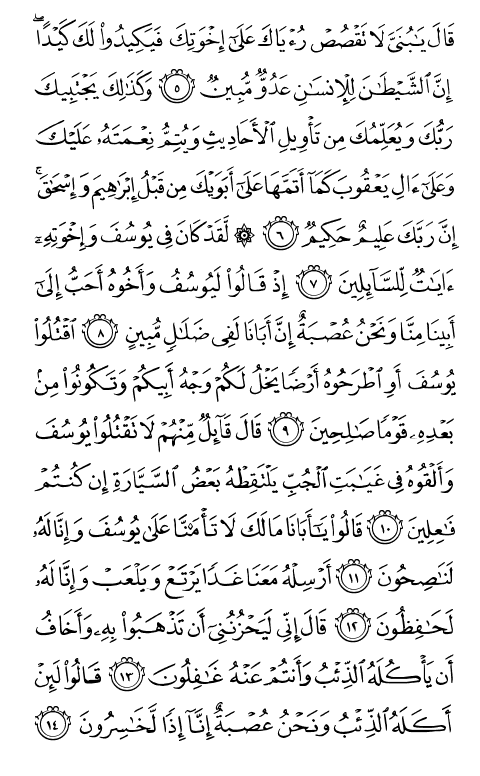 قَالَ يَٰبُنَيَّ لَا تَقْصُصْ رُءْيَاكَ عَلَىٰٓ إِخْوَتِكَ فَيَكِيدُوا۟ لَكَ كَيْدًا ۖ
إِنَّ ٱلشَّيْطَٰنَ لِلْإِنسَٰنِ عَدُوٌّ مُّبِينٌ ٥ وَكَذَٰلِكَ يَجْتَبِيكَ
رَبُّكَ وَيُعَلِّمُكَ مِن تَأْوِيلِ ٱلْأَحَادِيثِ وَيُتِمُّ نِعْمَتَهُۥ عَلَيْكَ
وَعَلَىٰٓ ءَالِ يَعْقُوبَ كَمَآ أَتَمَّهَا عَلَىٰٓ أَبَوَيْكَ مِن قَبْلُ إِبْرَٰهِيمَ وَإِسْحَٰقَ ۚ
إِنَّ رَبَّكَ عَلِيمٌ حَكِيمٌ ٦ ۞ لَّقَدْ كَانَ فِى يُوسُفَ وَإِخْوَتِهِۦٓ
ءَايَٰتٌ لِّلسَّآئِلِينَ ٧ إِذْ قَالُوا۟ لَيُوسُفُ وَأَخُوهُ أَحَبُّ إِلَىٰٓ
أَبِينَا مِنَّا وَنَحْنُ عُصْبَةٌ إِنَّ أَبَانَا لَفِى ضَلَٰلٍ مُّبِينٍ ٨ ٱقْتُلُوا۟
يُوسُفَ أَوِ ٱطْرَحُوهُ أَرْضًا يَخْلُ لَكُمْ وَجْهُ أَبِيكُمْ وَتَكُونُوا۟ مِنۢ
بَعْدِهِۦ قَوْمًا صَٰلِحِينَ ٩ قَالَ قَآئِلٌ مِّنْهُمْ لَا تَقْتُلُوا۟ يُوسُفَ
وَأَلْقُوهُ فِى غَيَٰبَتِ ٱلْجُبِّ يَلْتَقِطْهُ بَعْضُ ٱلسَّيَّارَةِ إِن كُنتُمْ
فَٰعِلِينَ ١٠ قَالُوا۟ يَٰٓأَبَانَا مَالَكَ لَا تَأْمَ۫نَّا عَلَىٰ يُوسُفَ وَإِنَّا لَهُۥ
لَنَٰصِحُونَ ١١ أَرْسِلْهُ مَعَنَا غَدًا يَرْتَعْ وَيَلْعَبْ وَإِنَّا لَهُۥ
لَحَٰفِظُونَ ١٢ قَالَ إِنِّى لَيَحْزُنُنِىٓ أَن تَذْهَبُوا۟ بِهِۦ وَأَخَافُ
أَن يَأْكُلَهُ ٱلذِّئْبُ وَأَنتُمْ عَنْهُ غَٰفِلُونَ ١٣ قَالُوا۟ لَئِنْ
أَكَلَهُ ٱلذِّئْبُ وَنَحْنُ عُصْبَةٌ إِنَّآ إِذًا لَّخَٰسِرُونَ ١٤